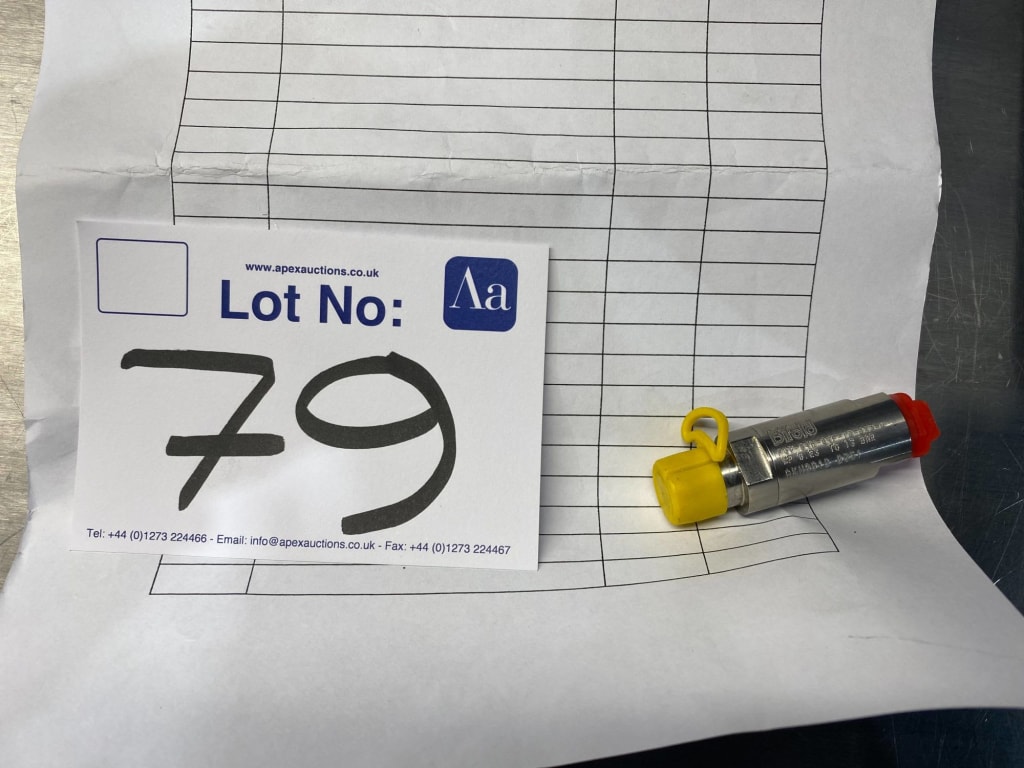 www.apexauctions.co.uk
Lot No:
Aa
79
Tel: +44 (0)1273 224466 - Email: info@apexauctions.co.uk - Fax: +44 (0)1273 224467